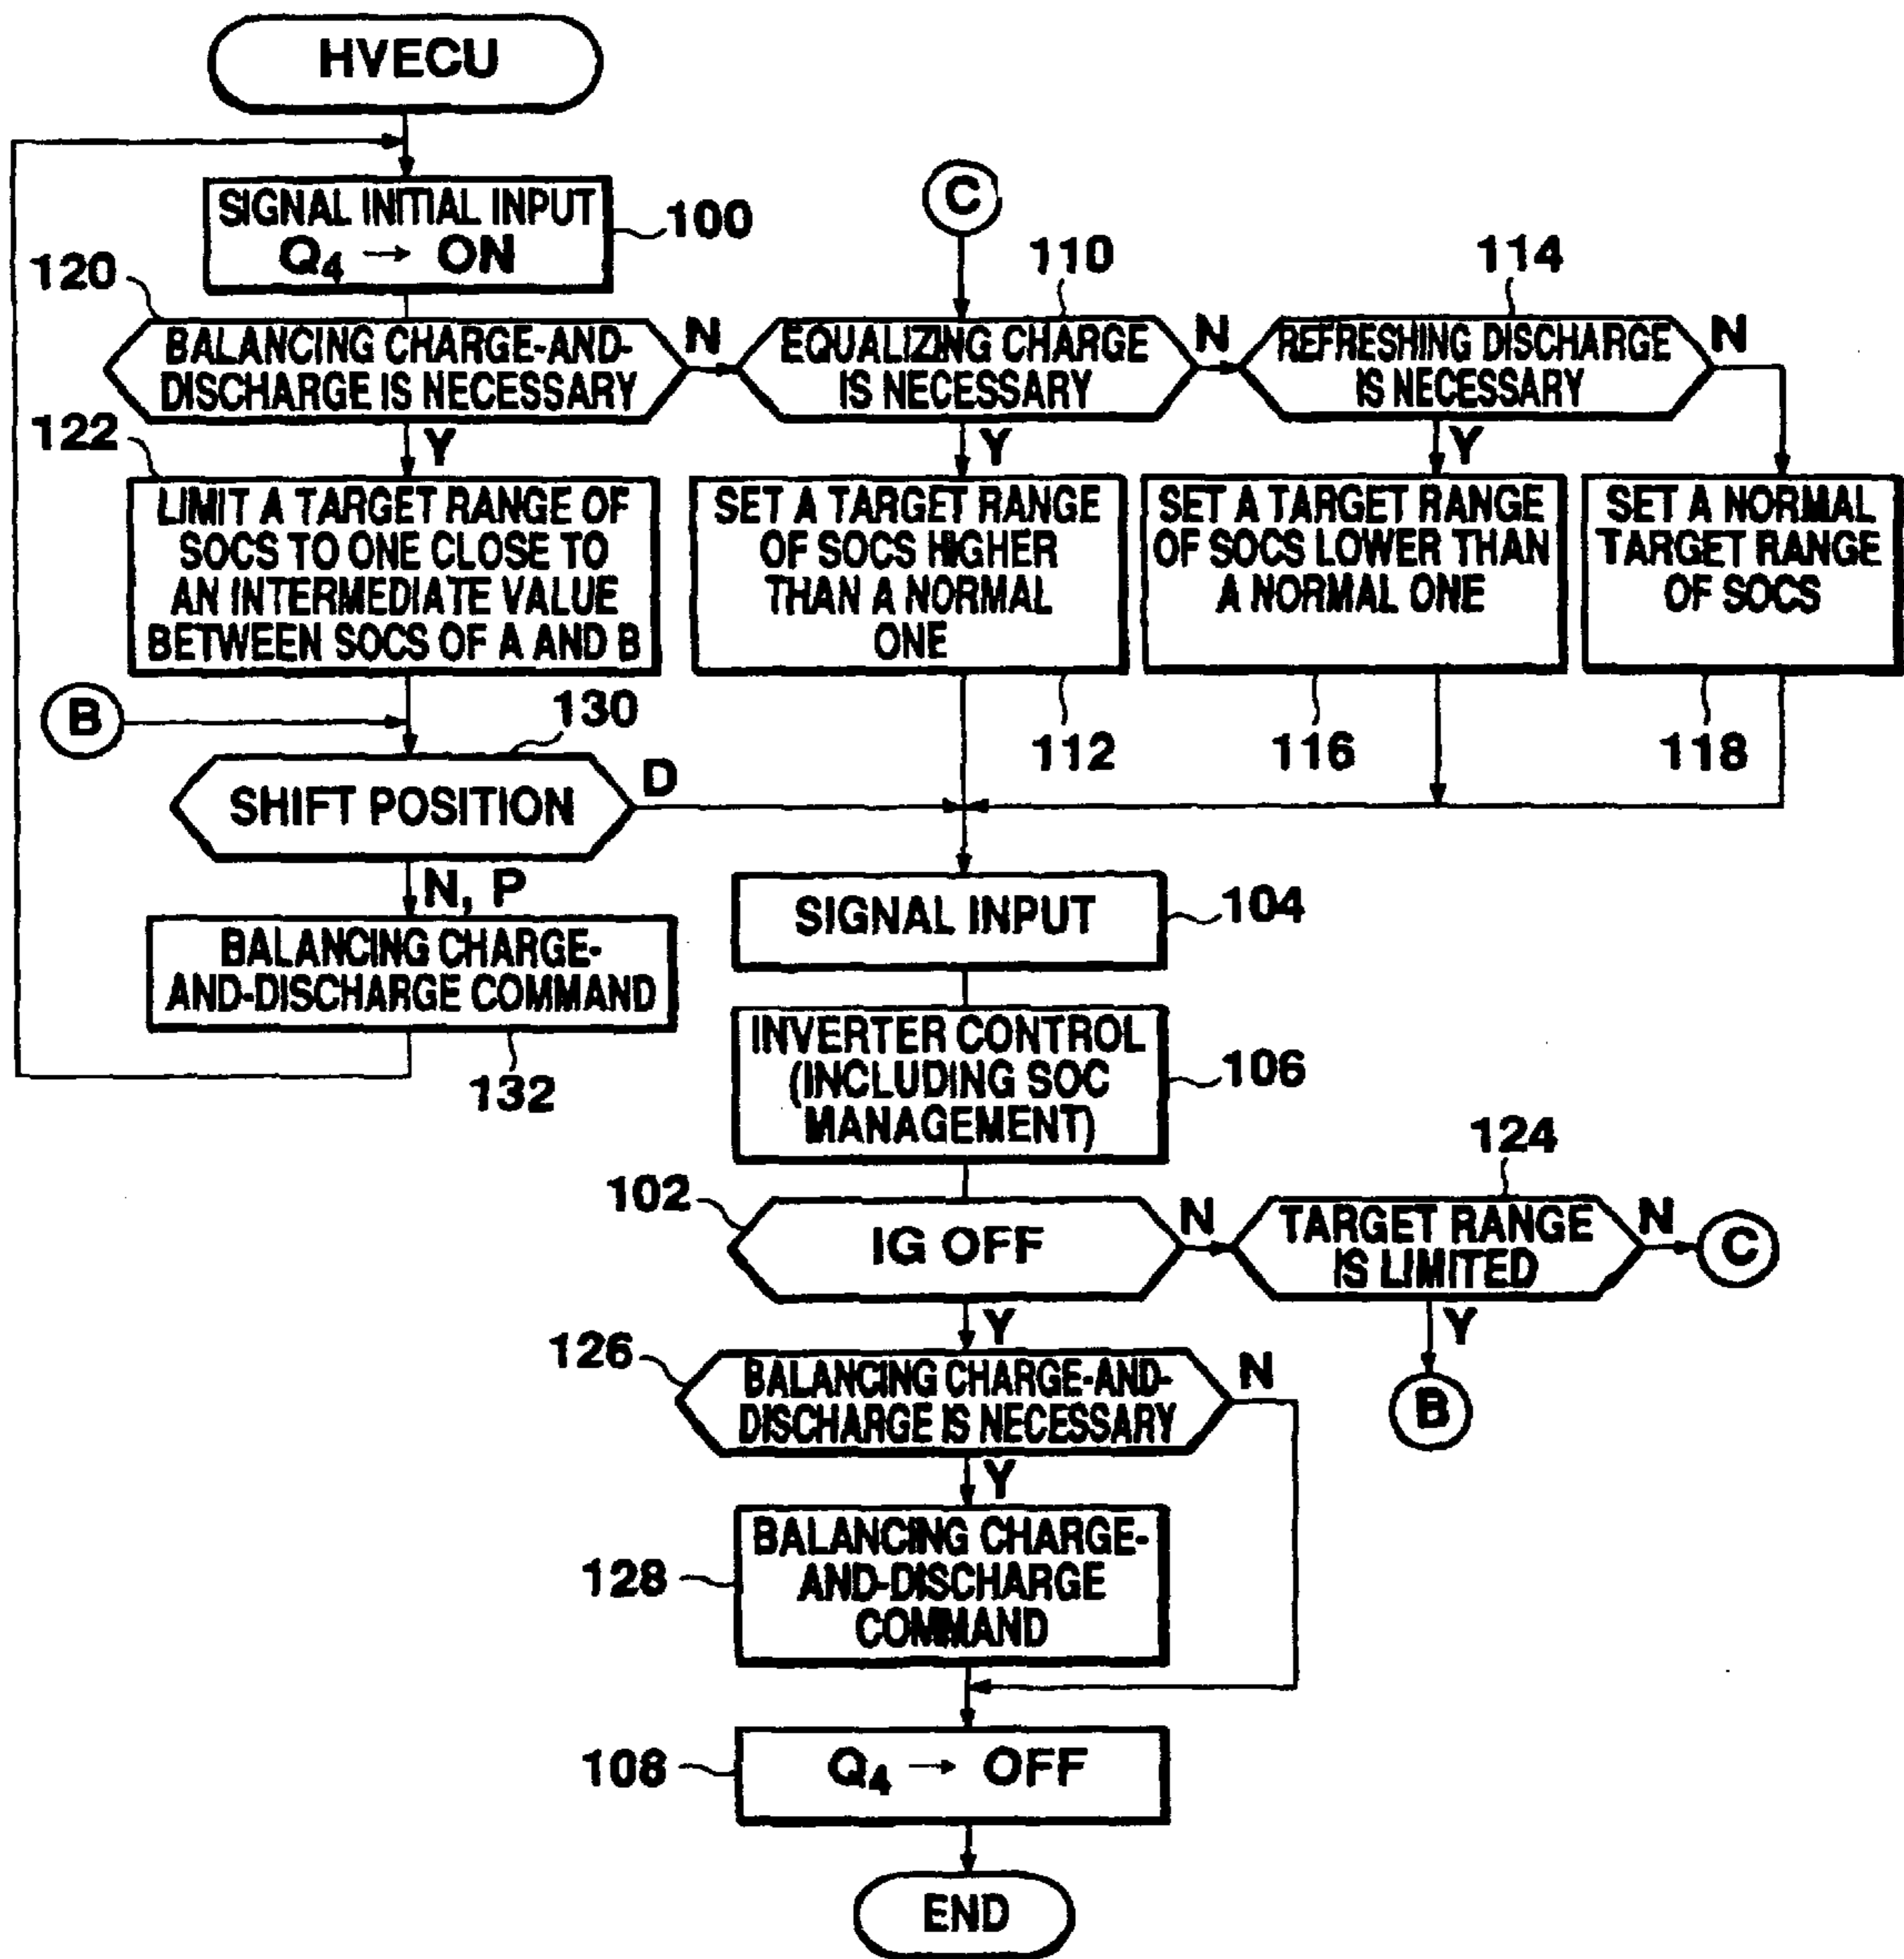 HVECU
SIGNAL INITIAL INPUT
Q4 → ON
100
C
120
BALANCING CHARGE-AND-
DISCHARGE IS NECESSARY
N
110
EQUALIZING CHARGE
IS NECESSARY
N
114
REFRESHING DISCHARGE
IS NECESSARY
N
122
Y
LIMIT A TARGET RANGE OF
SOCS TO ONE CLOSE TO
AN INTERMEDIATE VALUE
BETWEEN SOCS OF A AND B
Y
SET A TARGET RANGE
OF SOCS HIGHER
THAN A NORMAL
ONE
112
Y
SET A TARGET RANGE
OF SOCS LOWER THAN
A NORMAL ONE
116
SET A NORMAL
TARGET RANGE
OF SOCS
118
B
130
SHIFT POSITION
D
N, P
BALANCING CHARGE-
AND-DISCHARGE COMMAND
132
SIGNAL INPUT
104
INVERTER CONTROL
(INCLUDING SOC
MANAGEMENT)
106
102
IG OFF
N
124
TARGET RANGE
IS LIMITED
N
C
Y
B
Y
126
BALANCING CHARGE-AND-
DISCHARGE IS NECESSARY
N
Y
128
BALANCING CHARGE-
AND-DISCHARGE
COMMAND
108
Q4 → OFF
END